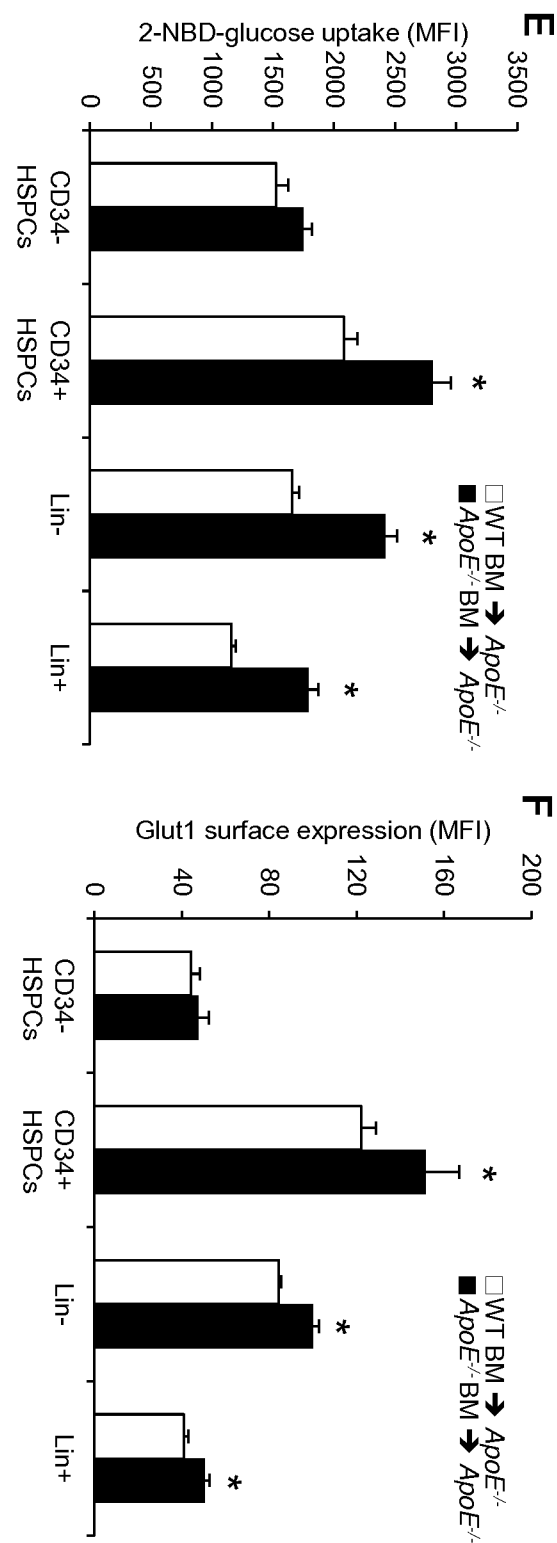 E
2-NBD-glucose uptake (MFI)
3500
3000
2500
2000
1500
1000
500
0
WT BM ➔ ApoE-/-
ApoE-/- BM ➔ ApoE-/-
*
*
*
CD34-
HSPCs
CD34+
HSPCs
Lin-
Lin+
F
Glut1 surface expression (MFI)
200
160
120
80
40
0
WT BM ➔ ApoE-/-
ApoE-/- BM ➔ ApoE-/-
*
*
*
CD34-
HSPCs
CD34+
HSPCs
Lin-
Lin+